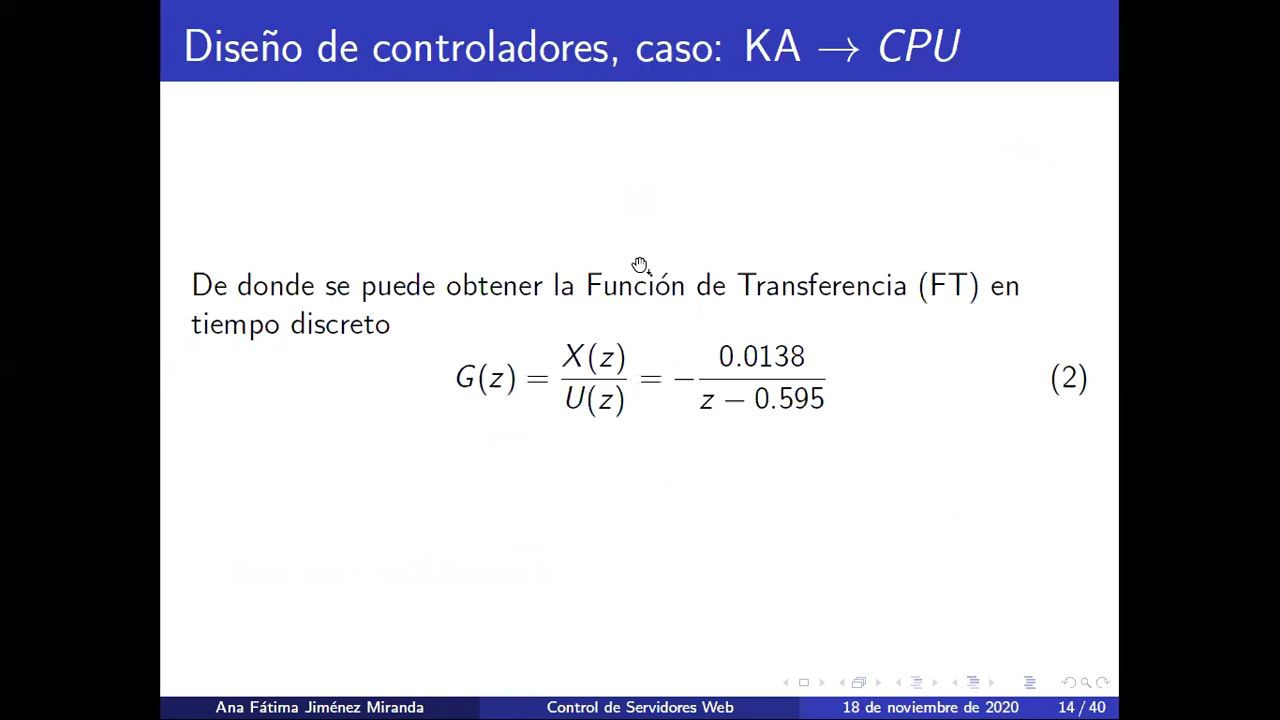 Diseño de controladores, caso: KA → CPU
De donde se puede obtener la Función de Transferencia (FT) en
tiempo discreto
G(z) = X(z)/U(z) = − 0.0138/(z − 0.595) (2)
Ana Fátima Jiménez Miranda Control de Servidores Web 18 de noviembre de 2020 14 / 40